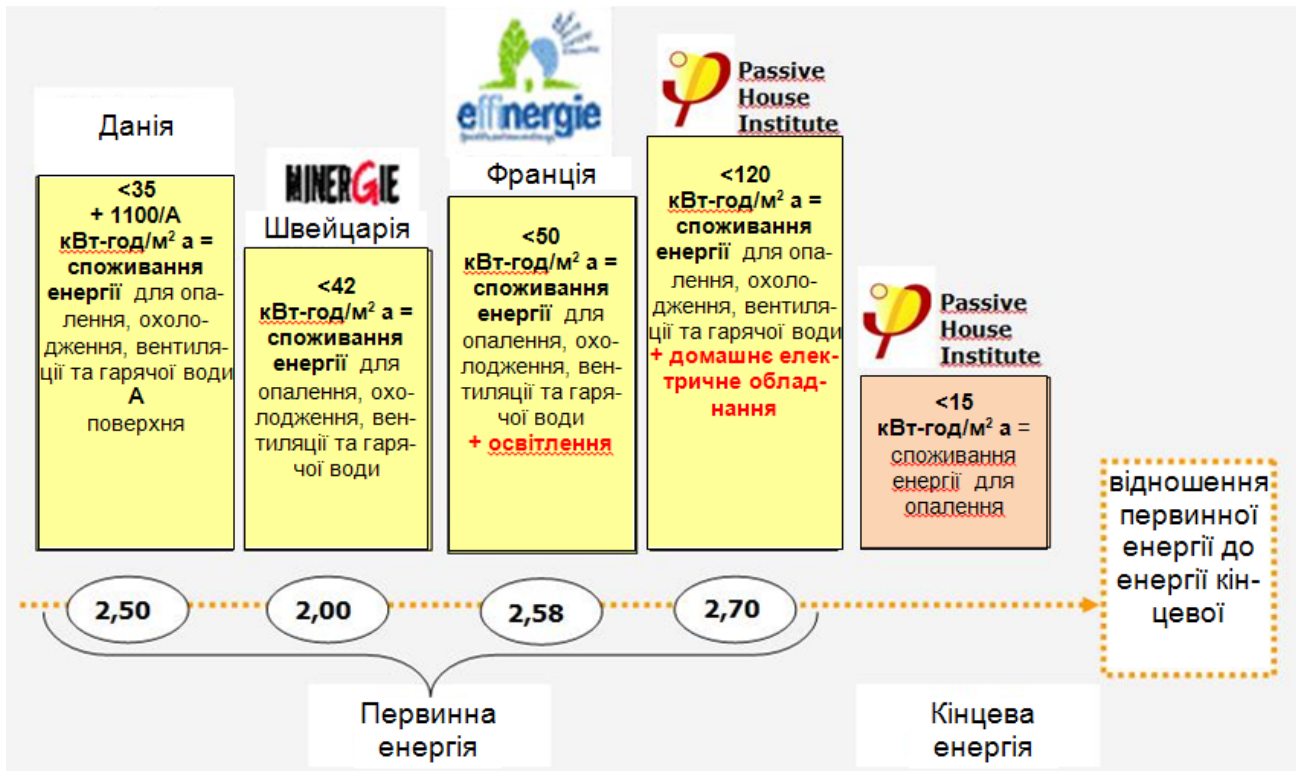 Данія
<35
+ 1100/А
кВт-год/м² а =
споживання
енергії для опа-
лення, охоло-
дження, вентиля-
ції та гарячої води
А
поверхня
MINERGIE
Швейцарія
<42
кВт-год/м² а =
споживання
енергії для
опалення, охо-
лодження, вен-
тиляції та гаря-
чої води
effinergie
Франція
<50
кВт-год/м² а =
споживання
енергії для
опалення, охо-
лодження, вен-
тиляції та гаря-
чої води
+ освітлення
Passive
House
Institute
<120
кВт-год/м² а =
споживання
енергії для опа-
лення, охоло-
дження, вентиля-
ції та гарячої води
+ домашнє елек-
тричне облад-
нання
Passive
House
Institute
<15
кВт-год/м² а =
споживання
енергії для
опалення
відношення
первинної
енергії до
енергії кін-
цевої
2,50
2,00
2,58
2,70
Первинна
енергія
Кінцева
енергія